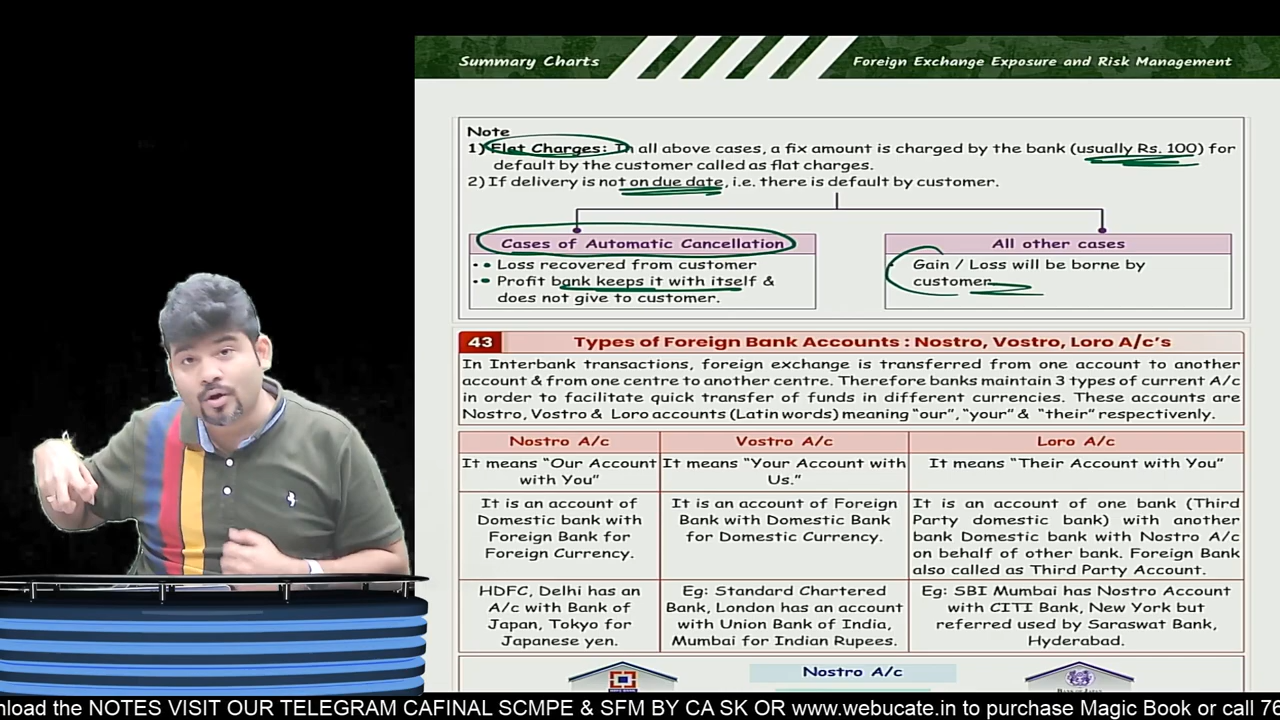 Summary Charts
Foreign Exchange Exposure and Risk Management
Note
1) Flat Charges: In all above cases, a fix amount is charged by the bank (usually Rs. 100) for
default by the customer called as flat charges.
2) If delivery is not on due date, i.e. there is default by customer.
Cases of Automatic Cancellation
• Loss recovered from customer
• Profit bank keeps it with itself &
does not give to customer.
All other cases
Gain / Loss will be borne by
customer
43
Types of Foreign Bank Accounts : Nostro, Vostro, Loro A/c's
In Interbank transactions, foreign exchange is transferred from one account to another
account & from one centre to another centre. Therefore banks maintain 3 types of current A/c
in order to facilitate quick transfer of funds in different currencies. These accounts are
Nostro, Vostro & Loro accounts (Latin words) meaning "our", "your" & "their" respectivenly.
Nostro A/c
Vostro A/c
Loro A/c
It means "Our Account
with You"
It means "Your Account with
Us."
It means "Their Account with You"
It is an account of
Domestic bank with
Foreign Bank for
Foreign Currency.
It is an account of Foreign
Bank with Domestic Bank
for Domestic Currency.
It is an account of one bank (Third
Party domestic bank) with another
bank Domestic bank with Nostro A/c
on behalf of other bank. Foreign Bank
also called as Third Party Account.
HDFC, Delhi has an
A/c with Bank of
Japan, Tokyo for
Japanese yen.
Eg: Standard Chartered
Bank, London has an account
with Union Bank of India,
Mumbai for Indian Rupees.
Eg: SBI Mumbai has Nostro Account
with CITI Bank, New York but
referred used by Saraswat Bank,
Hyderabad.
Nostro A/c
nload the NOTES VISIT OUR TELEGRAM CAFINAL SCMPE & SFM BY CA SK OR www.webucate.in to purchase Magic Book or call 76